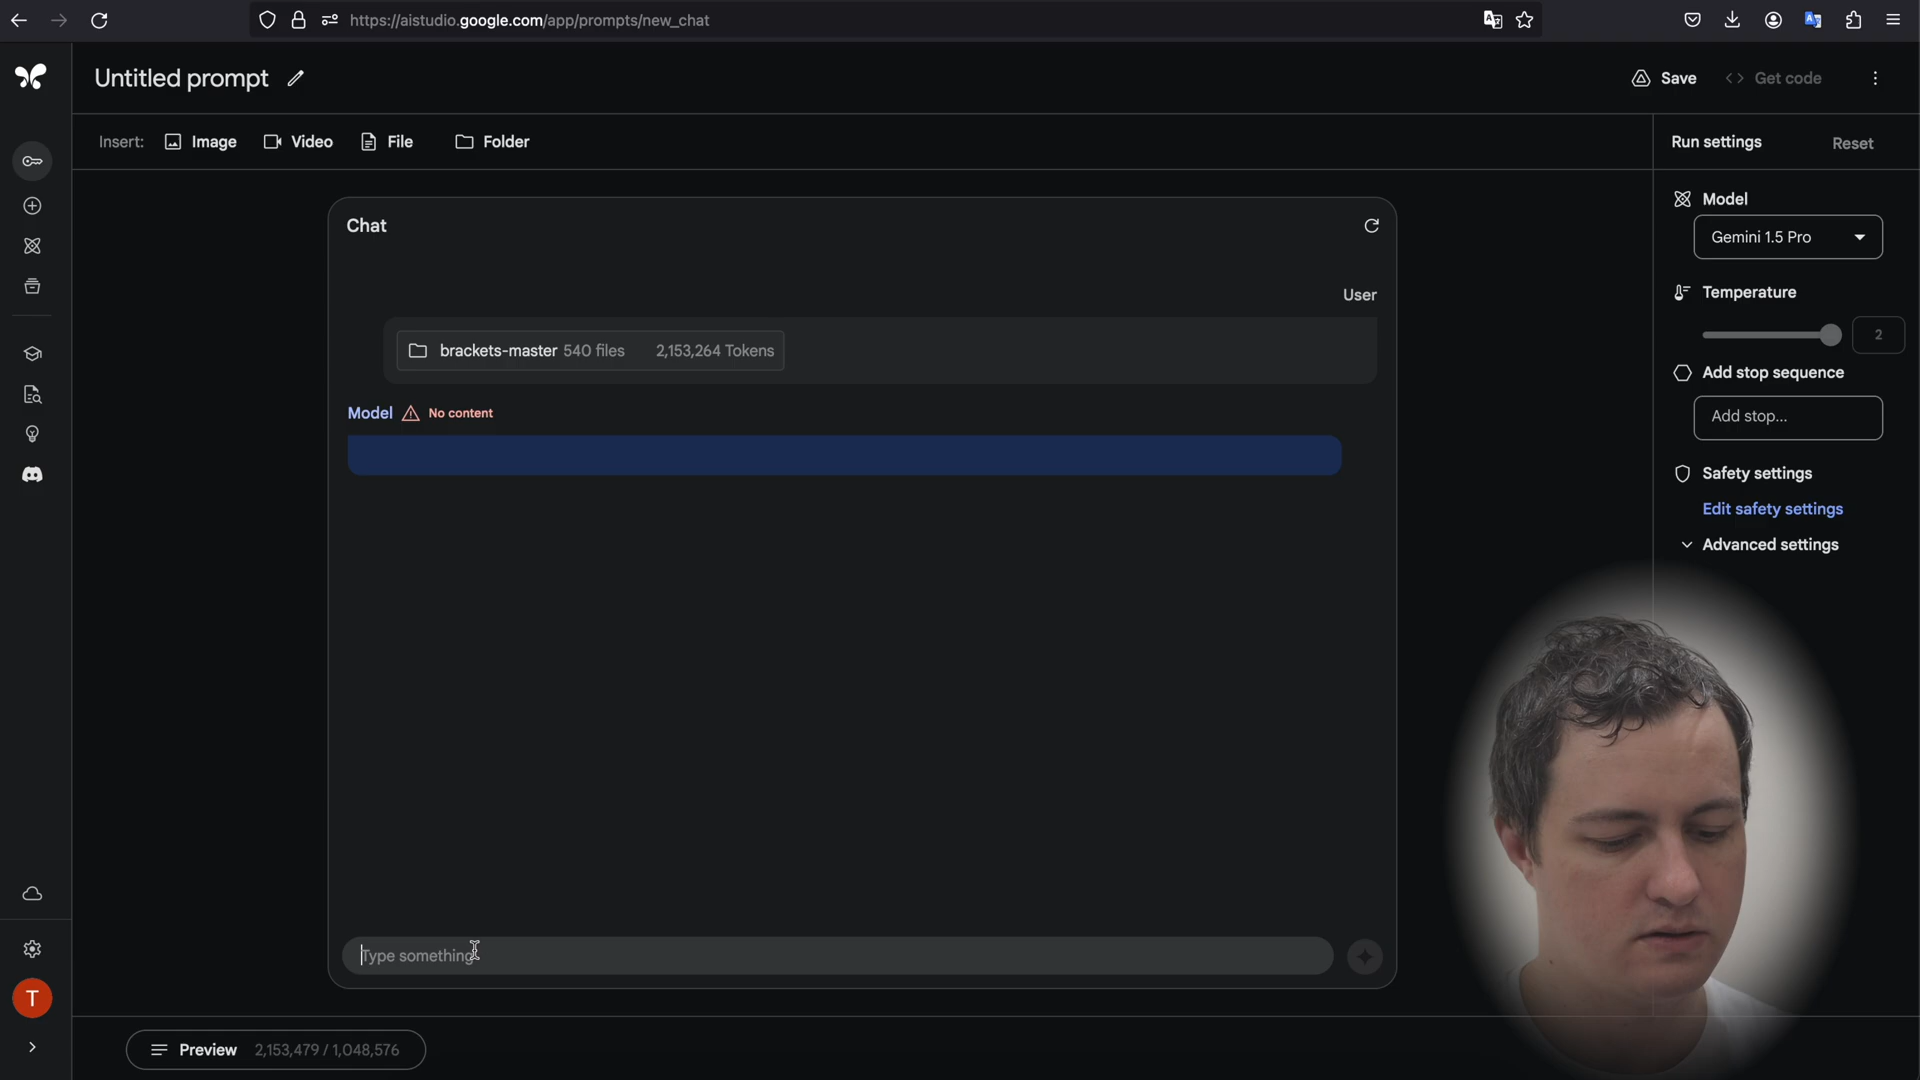 https://aistudio.google.com/app/prompts/new_chat
Untitled prompt
Save
Get code
Insert:
Image
Video
File
Folder
Run settings
Reset
Chat
Model
Gemini 1.5 Pro
User
Temperature
brackets-master 540 files 2,153,264 Tokens
2
Add stop sequence
Model
No content
Add stop...
Safety settings
Edit safety settings
Advanced settings
Type something
T
Preview 2,153,479 / 1,048,576